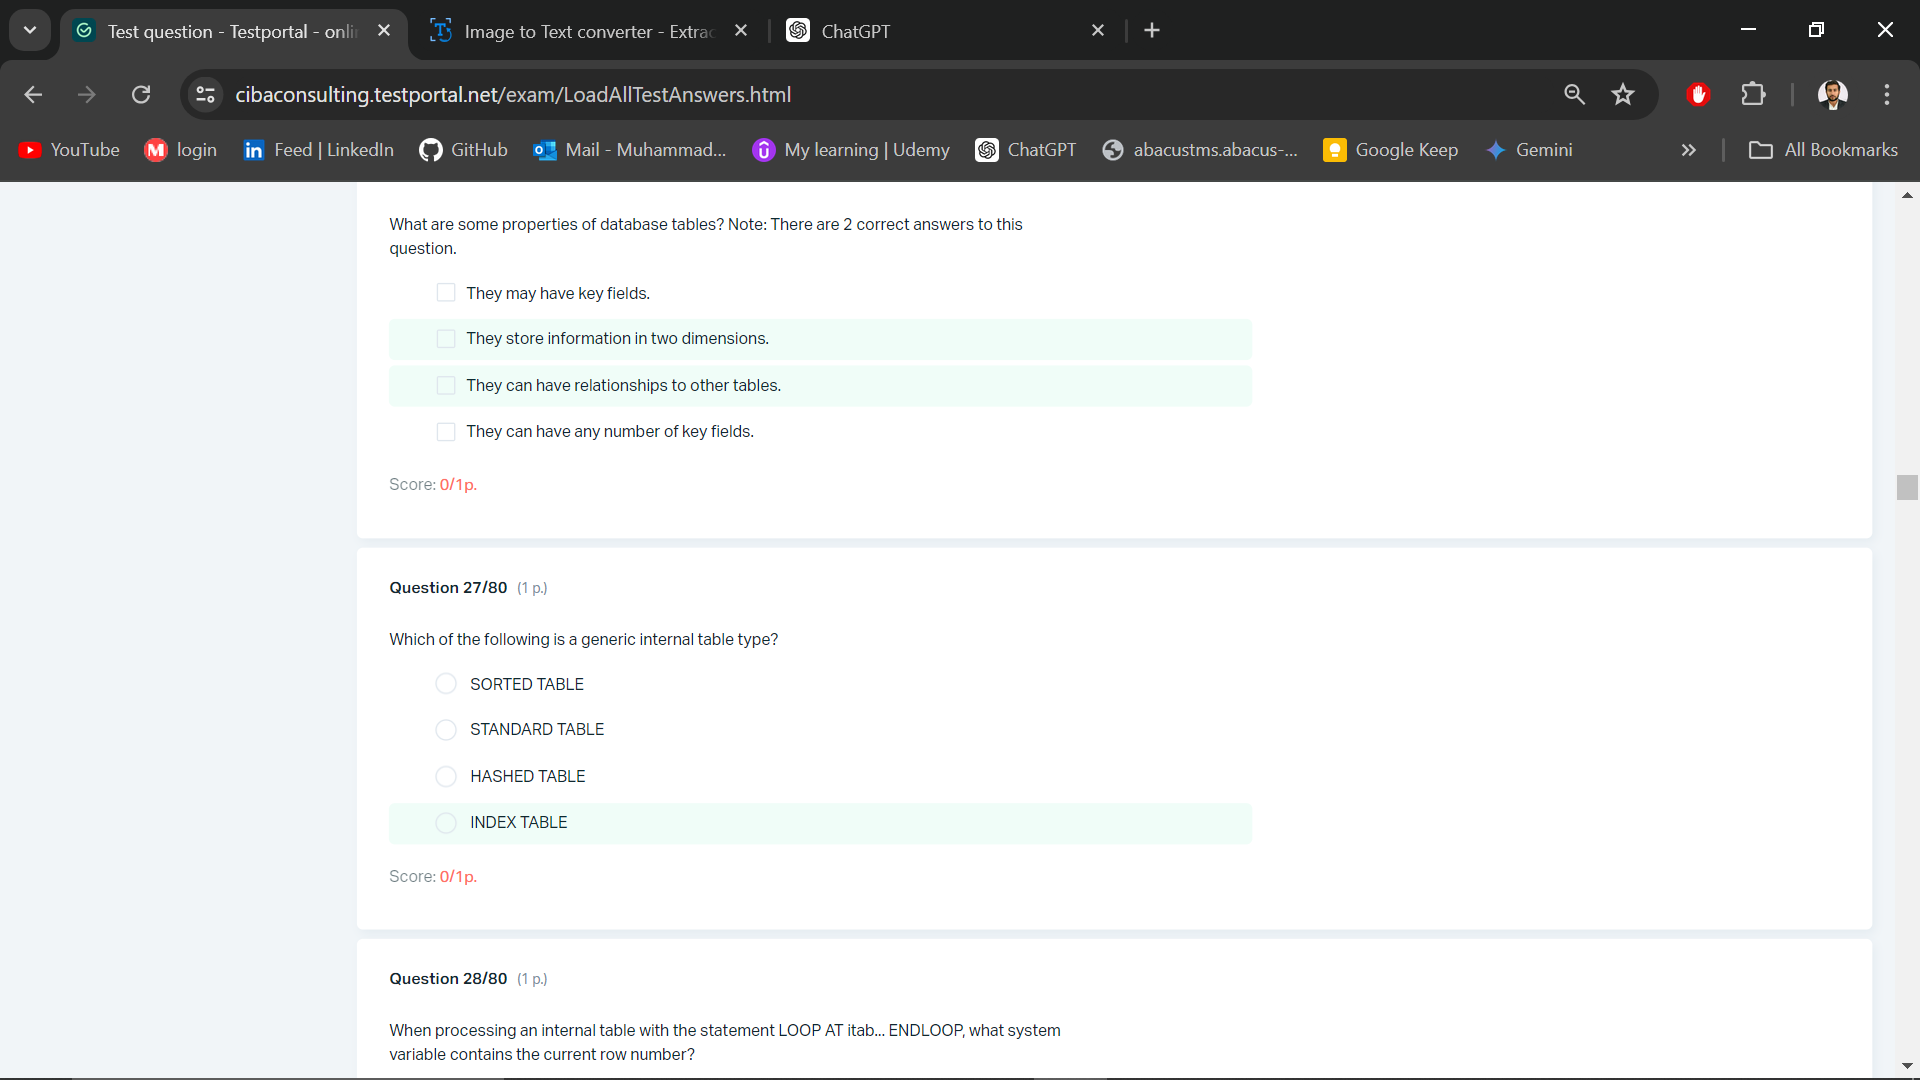 Test question - Testportal - onli
Image to Text converter - Extrac
ChatGPT
cibaconsulting.testportal.net/exam/LoadAllTestAnswers.html
YouTube
login
Feed | LinkedIn
GitHub
Mail - Muhammad...
My learning | Udemy
ChatGPT
abacustms.abacus-...
Google Keep
Gemini
All Bookmarks
What are some properties of database tables? Note: There are 2 correct answers to this
question.
They may have key fields.
They store information in two dimensions.
They can have relationships to other tables.
They can have any number of key fields.
Score: 0/1p.
Question 27/80 (1 p.)
Which of the following is a generic internal table type?
SORTED TABLE
STANDARD TABLE
HASHED TABLE
INDEX TABLE
Score: 0/1p.
Question 28/80 (1 p.)
When processing an internal table with the statement LOOP AT itab... ENDLOOP, what system
variable contains the current row number?